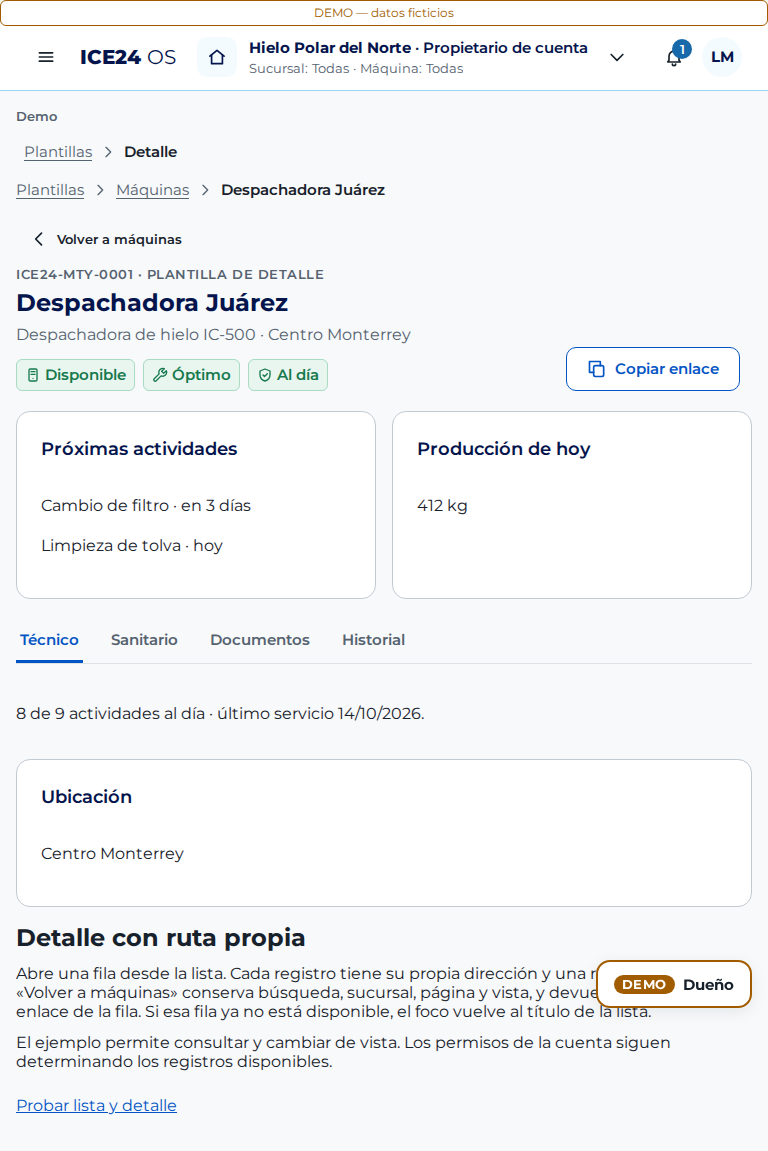 DEMO — datos ficticios
ICE24 OS
Hielo Polar del Norte · Propietario de cuenta
Sucursal: Todas · Máquina: Todas
1
LM
Demo
Plantillas > Detalle
Plantillas > Máquinas > Despachadora Juárez
Volver a máquinas
ICE24-MTY-0001 · PLANTILLA DE DETALLE
Despachadora Juárez
Despachadora de hielo IC-500 · Centro Monterrey
Disponible Óptimo Al día
Copiar enlace
Próximas actividades
Cambio de filtro · en 3 días
Limpieza de tolva · hoy
Producción de hoy
412 kg
Técnico Sanitario Documentos Historial
8 de 9 actividades al día · último servicio 14/10/2026.
Ubicación
Centro Monterrey
Detalle con ruta propia
Abre una fila desde la lista. Cada registro tiene su propia dirección y una
«Volver a máquinas» conserva búsqueda, sucursal, página y vista, y
enlace de la fila. Si esa fila ya no está disponible, el foco vuelve al título de la lista.
DEMO Dueño
El ejemplo permite consultar y cambiar de vista. Los permisos de la cuenta siguen
determinando los registros disponibles.
Probar lista y detalle